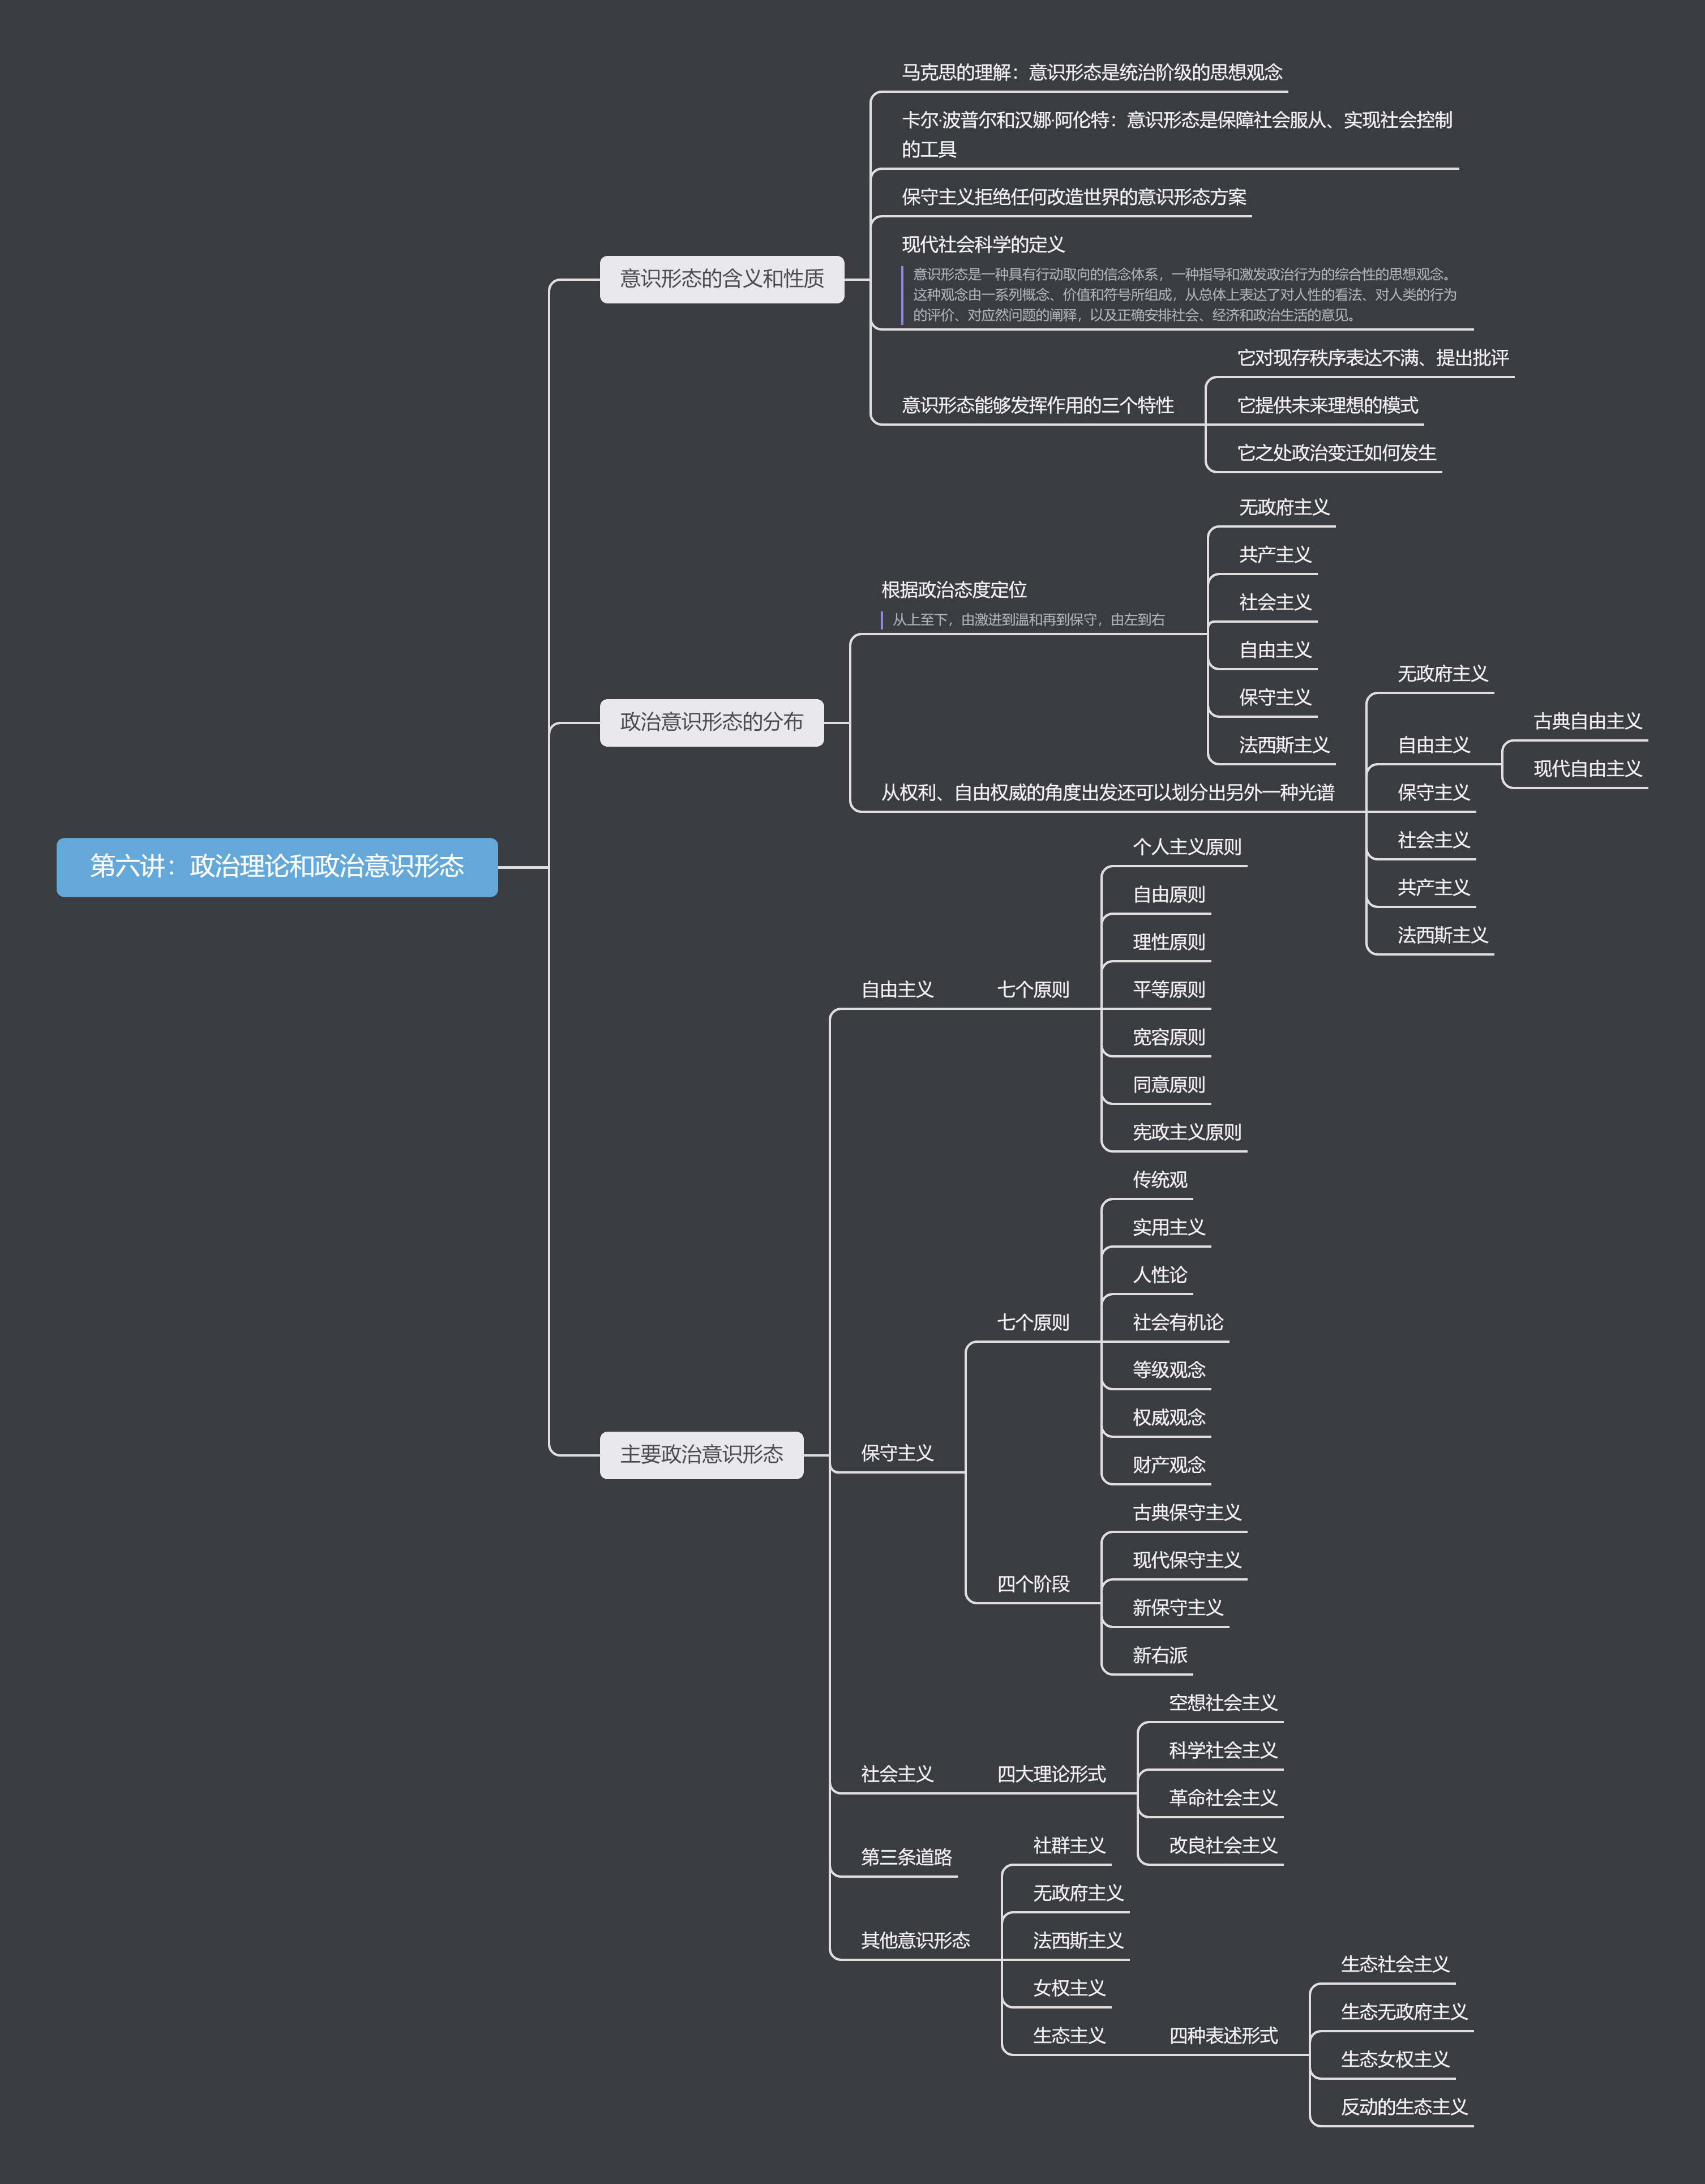 第六讲：政治理论和政治意识形态
意识形态的含义和性质
马克思的理解：意识形态是统治阶级的思想观念
卡尔·波普尔和汉娜·阿伦特：意识形态是保障社会服从、实现社会控制
的工具
保守主义拒绝任何改造世界的意识形态方案
现代社会科学的定义
意识形态是一种具有行动取向的信念体系，一种指导和激发政治行为的综合性的思想观念。
这种观念由一系列概念、价值和符号所组成，从总体上表达了对人性的看法、对人类的行为
的评价、对应然问题的阐释，以及正确安排社会、经济和政治生活的意见。
意识形态能够发挥作用的三个特性
它对现存秩序表达不满、提出批评
它提供未来理想的模式
它之处政治变迁如何发生
政治意识形态的分布
根据政治态度定位
从上至下，由激进到温和再到保守，由左到右
无政府主义
共产主义
社会主义
自由主义
保守主义
法西斯主义
从权利、自由权威的角度出发还可以划分出另外一种光谱
无政府主义
自由主义
古典自由主义
现代自由主义
保守主义
社会主义
共产主义
法西斯主义
主要政治意识形态
自由主义
七个原则
个人主义原则
自由原则
理性原则
平等原则
宽容原则
同意原则
宪政主义原则
保守主义
七个原则
传统观
实用主义
人性论
社会有机论
等级观念
权威观念
财产观念
四个阶段
古典保守主义
现代保守主义
新保守主义
新右派
社会主义
四大理论形式
空想社会主义
科学社会主义
革命社会主义
改良社会主义
第三条道路
其他意识形态
社群主义
无政府主义
法西斯主义
女权主义
生态主义
四种表述形式
生态社会主义
生态无政府主义
生态女权主义
反动的生态主义